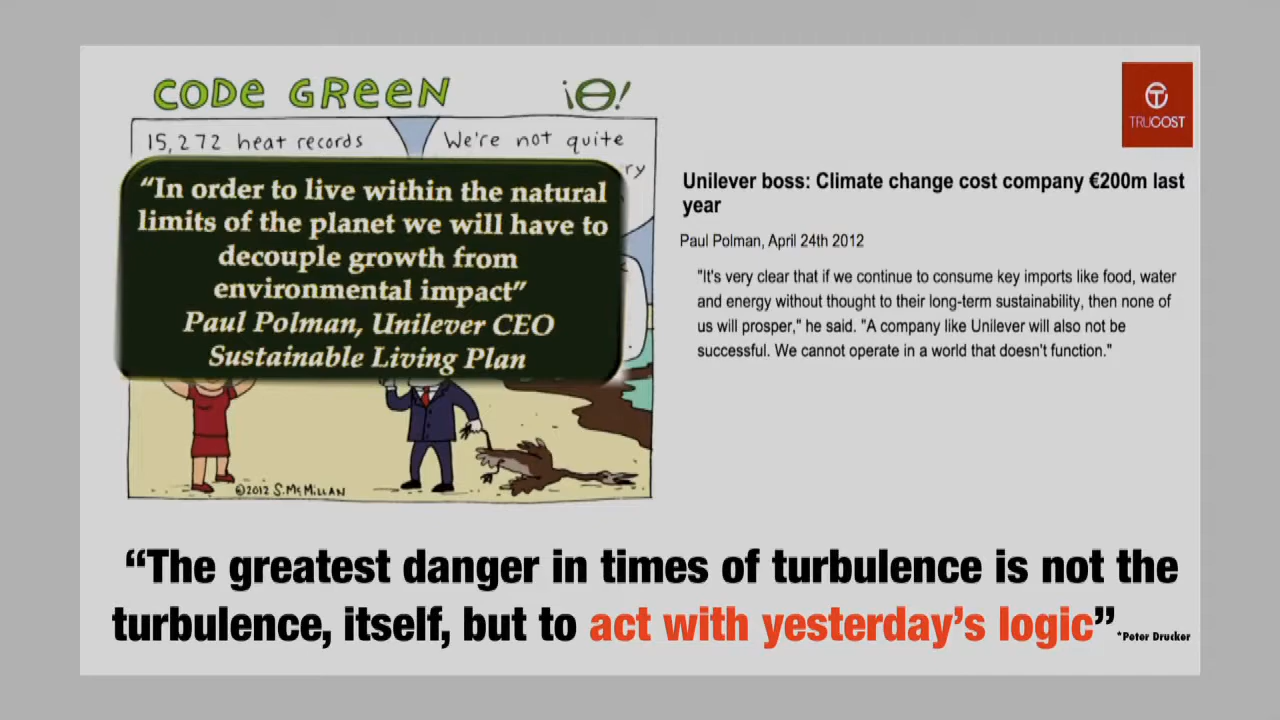 CODE GREEN
¡Ө!
15,272 heat records
We're not quite
ry
“In order to live within the natural
limits of the planet we will have to
decouple growth from
environmental impact”
Paul Polman, Unilever CEO
Sustainable Living Plan
©2012 S.McMiLLAN
TRUCOST
Unilever boss: Climate change cost company €200m last
year
Paul Polman, April 24th 2012
"It's very clear that if we continue to consume key imports like food, water
and energy without thought to their long-term sustainability, then none of
us will prosper," he said. "A company like Unilever will also not be
successful. We cannot operate in a world that doesn't function."
“The greatest danger in times of turbulence is not the
turbulence, itself, but to act with yesterday’s logic”
*Peter Drucker